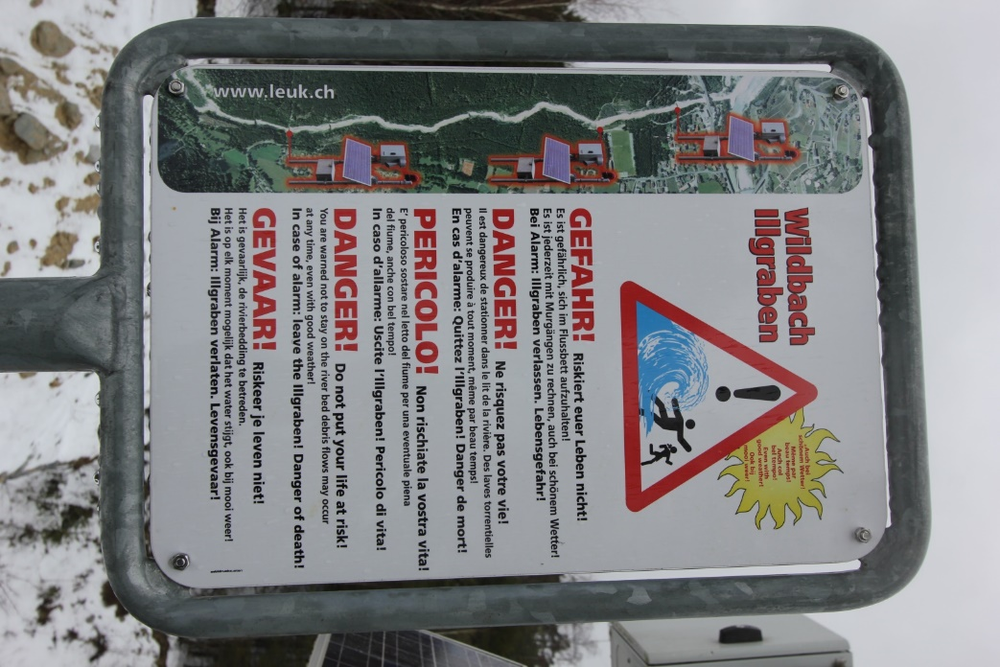 Wildbach
Illgraben
„Auch bei
schönem Wetter!
Même par
beau temps!
Anch col
bel tempo!
Even with
good weather!
Ook bij
mooi weer!
GEFAHR! Riskiert euer Leben nicht!
Es ist gefährlich, sich im Flussbett aufzuhalten!
Es ist jederzeit mit Murgängen zu rechnen, auch bei schönem Wetter!
Bei Alarm: Illgraben verlassen. Lebensgefahr!
DANGER! Ne risquez pas votre vie!
Il est dangereux de stationner dans le lit de la rivière. Des laves torrentielles
peuvent se produire à tout moment, même par beau temps!
En cas d'alarme: Quittez l'Illgraben! Danger de mort!
PERICOLO! Non rischiate la vostra vita!
E' pericoloso sostare nel letto del fiume per una eventuale piena
del fiume, anche con bel tempo!
In caso d'allarme: Uscite l'Illgraben! Pericolo di vita!
DANGER! Do not put your life at risk!
You are warned not to stay on the river bed debris flows may occur
at any time, even with good weather!
In case of alarm: leave the Illgraben! Danger of death!
GEVAAR! Riskeer je leven niet!
Het is gevaarlijk, de rivierbedding te betreden.
Het is op elk moment mogelijk dat het water stijgt, ook bij mooi weer!
Bij Alarm: Illgraben verlaten. Levensgevaar!
www.leuk.ch